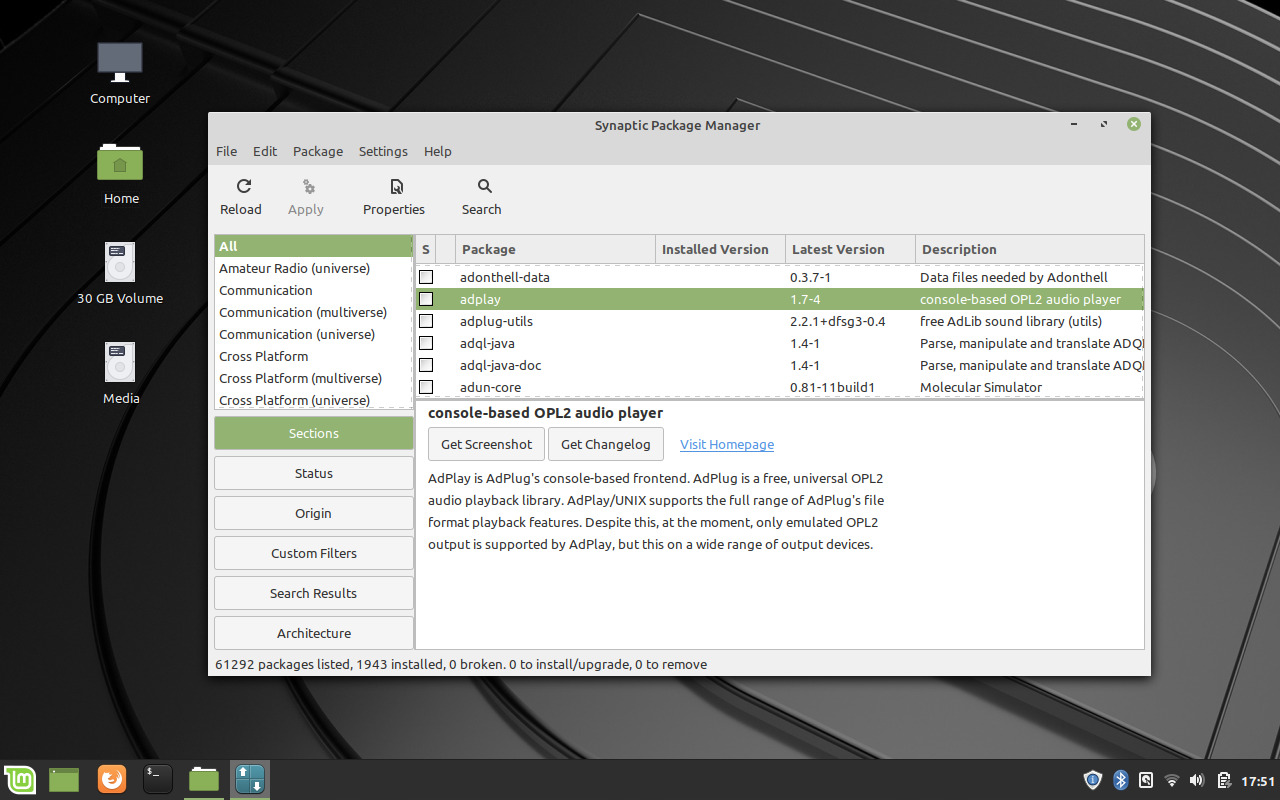 Computer
Home
30 GB Volume
Media
Synaptic Package Manager
File Edit Package Settings Help
Reload Apply Properties Search
All
Amateur Radio (universe)
Communication
Communication (multiverse)
Communication (universe)
Cross Platform
Cross Platform (multiverse)
Cross Platform (universe)
Sections
Status
Origin
Custom Filters
Search Results
Architecture
S Package Installed Version Latest Version Description
adonthell-data 0.3.7-1 Data files needed by Adonthell
adplay 1.7-4 console-based OPL2 audio player
adplug-utils 2.2.1+dfsg3-0.4 free AdLib sound library (utils)
adql-java 1.4-1 Parse, manipulate and translate ADQ
adql-java-doc 1.4-1 Parse, manipulate and translate ADQ
adun-core 0.81-11build1 Molecular Simulator
console-based OPL2 audio player
Get Screenshot Get Changelog Visit Homepage
AdPlay is AdPlug's console-based frontend. AdPlug is a free, universal OPL2
audio playback library. AdPlay/UNIX supports the full range of AdPlug's file
format playback features. Despite this, at the moment, only emulated OPL2
output is supported by AdPlay, but this on a wide range of output devices.
61292 packages listed, 1943 installed, 0 broken. 0 to install/upgrade, 0 to remove
17:51